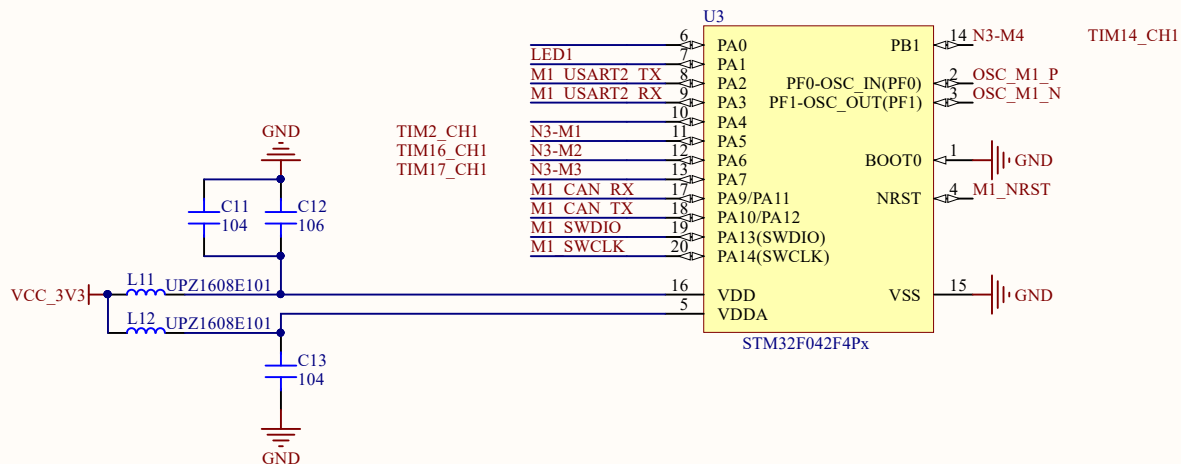 U3
6 PA0 PB1 14 N3-M4 TIM14_CH1
LED1 7 PA1
M1_USART2_TX 8 PA2 PF0-OSC_IN(PF0) 2 OSC_M1_P
M1_USART2_RX 9 PA3 PF1-OSC_OUT(PF1) 3 OSC_M1_N
10 PA4
TIM2_CH1 N3-M1 11 PA5
TIM16_CH1 N3-M2 12 PA6 BOOT0 1 GND
TIM17_CH1 N3-M3 13 PA7
M1_CAN_RX 17 PA9/PA11 NRST 4 M1_NRST
M1_CAN_TX 18 PA10/PA12
M1_SWDIO 19 PA13(SWDIO)
M1_SWCLK 20 PA14(SWCLK)
16 VDD VSS 15 GND
5 VDDA
STM32F042F4Px
GND
C11 C12
104 106
L11 UPZ1608E101
VCC_3V3
L12 UPZ1608E101
C13
104
GND